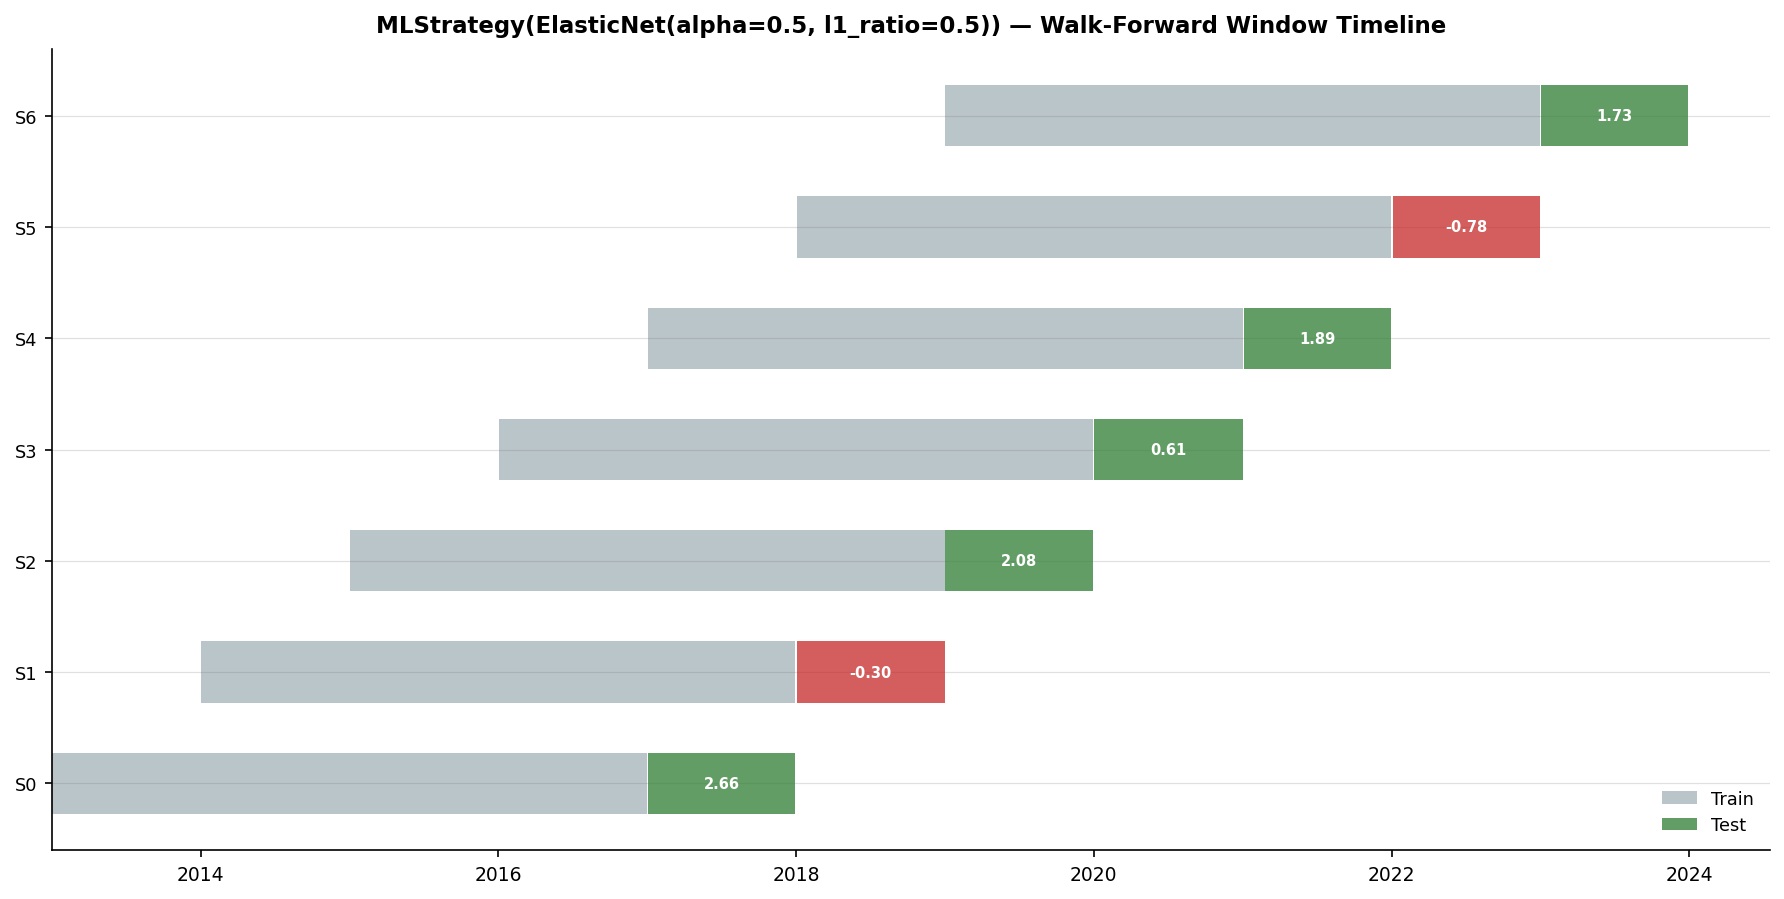 MLStrategy(ElasticNet(alpha=0.5, l1_ratio=0.5)) — Walk-Forward Window Timeline
S6
1.73
S5
-0.78
S4
1.89
S3
0.61
S2
2.08
S1
-0.30
S0
2.66
Train
Test
2014
2016
2018
2020
2022
2024